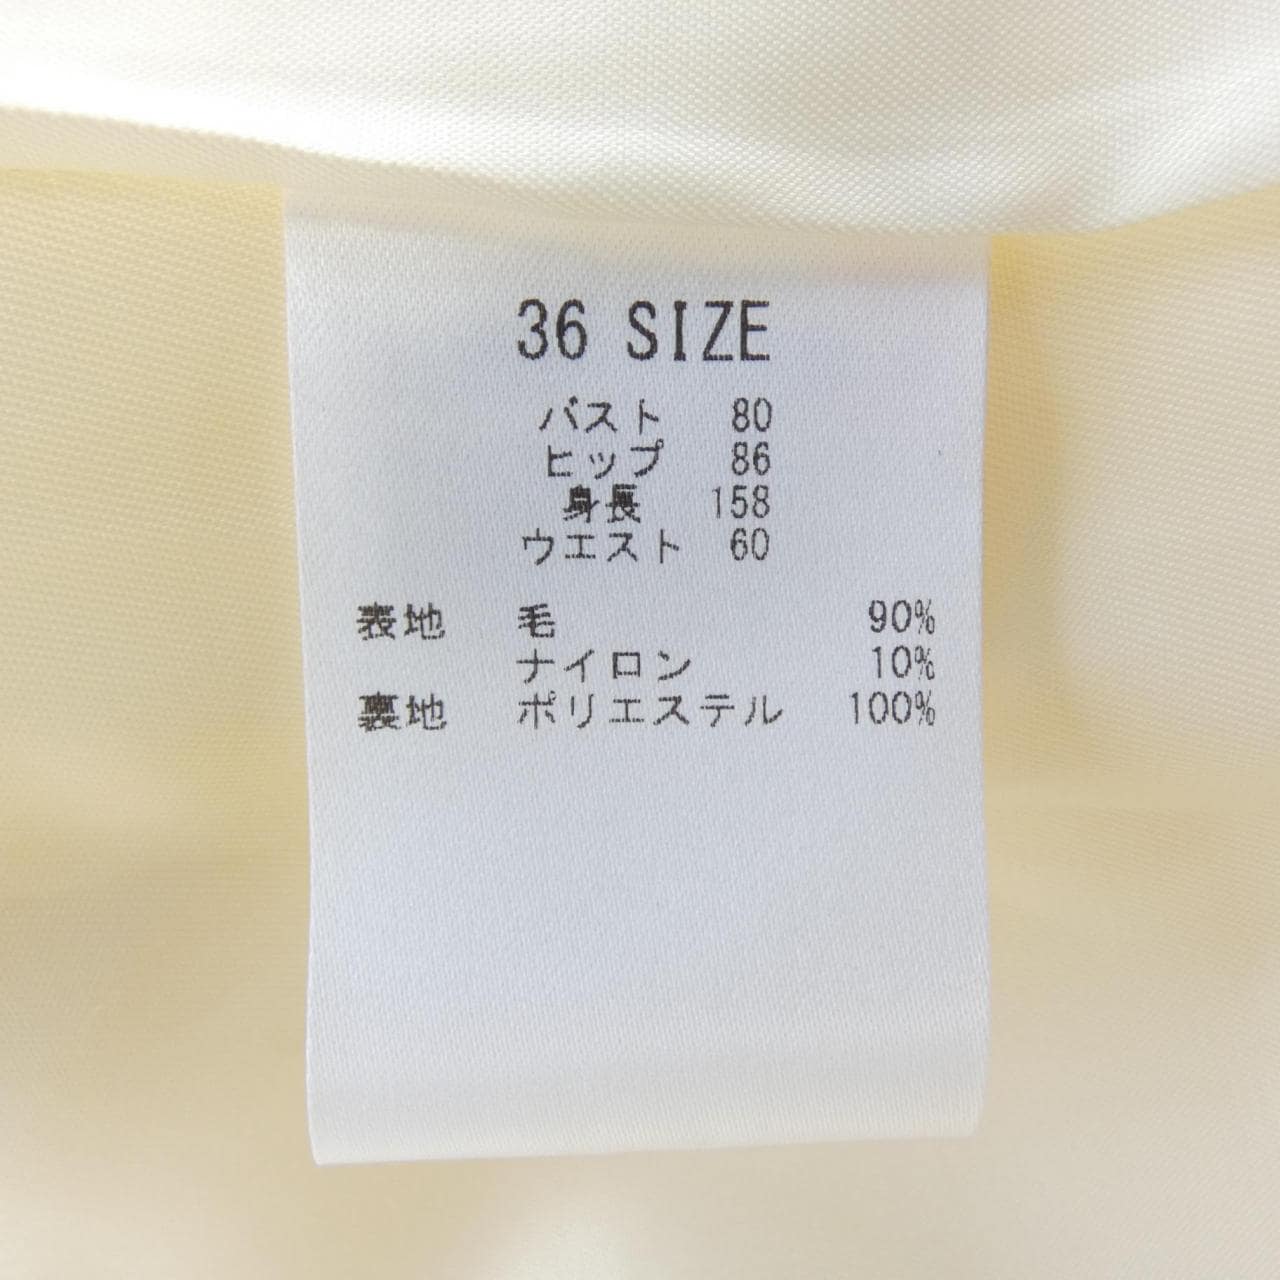 36 SIZE
バスト 80
ヒップ 86
身長 158
ウエスト 60
表地 毛 90%
ナイロン 10%
裏地 ポリエステル 100%